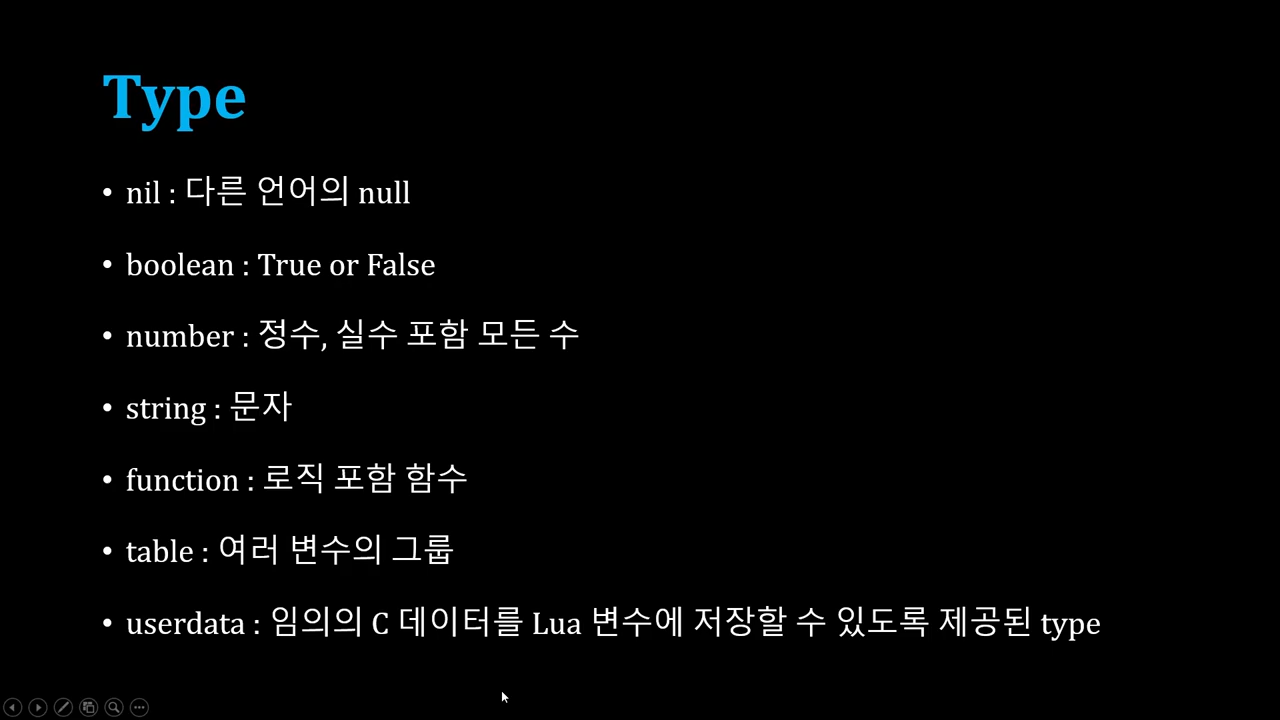 Type
• nil : 다른 언어의 null
• boolean : True or False
• number : 정수, 실수 포함 모든 수
• string : 문자
• function : 로직 포함 함수
• table : 여러 변수의 그룹
• userdata : 임의의 C 데이터를 Lua 변수에 저장할 수 있도록 제공된 type